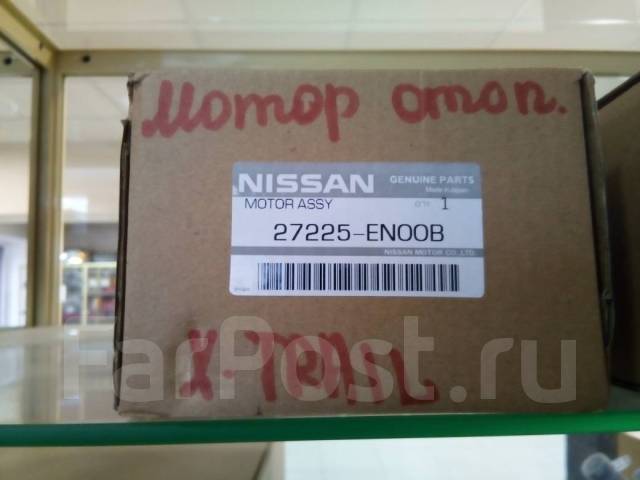 Мотор отоп.
NISSAN GENUINE PARTS
Made in Japan
MOTOR ASSY Q'TY 1
27225-EN00B
NISSAN MOTOR CO.,LTD.
X-TRAIL
FarPost.ru